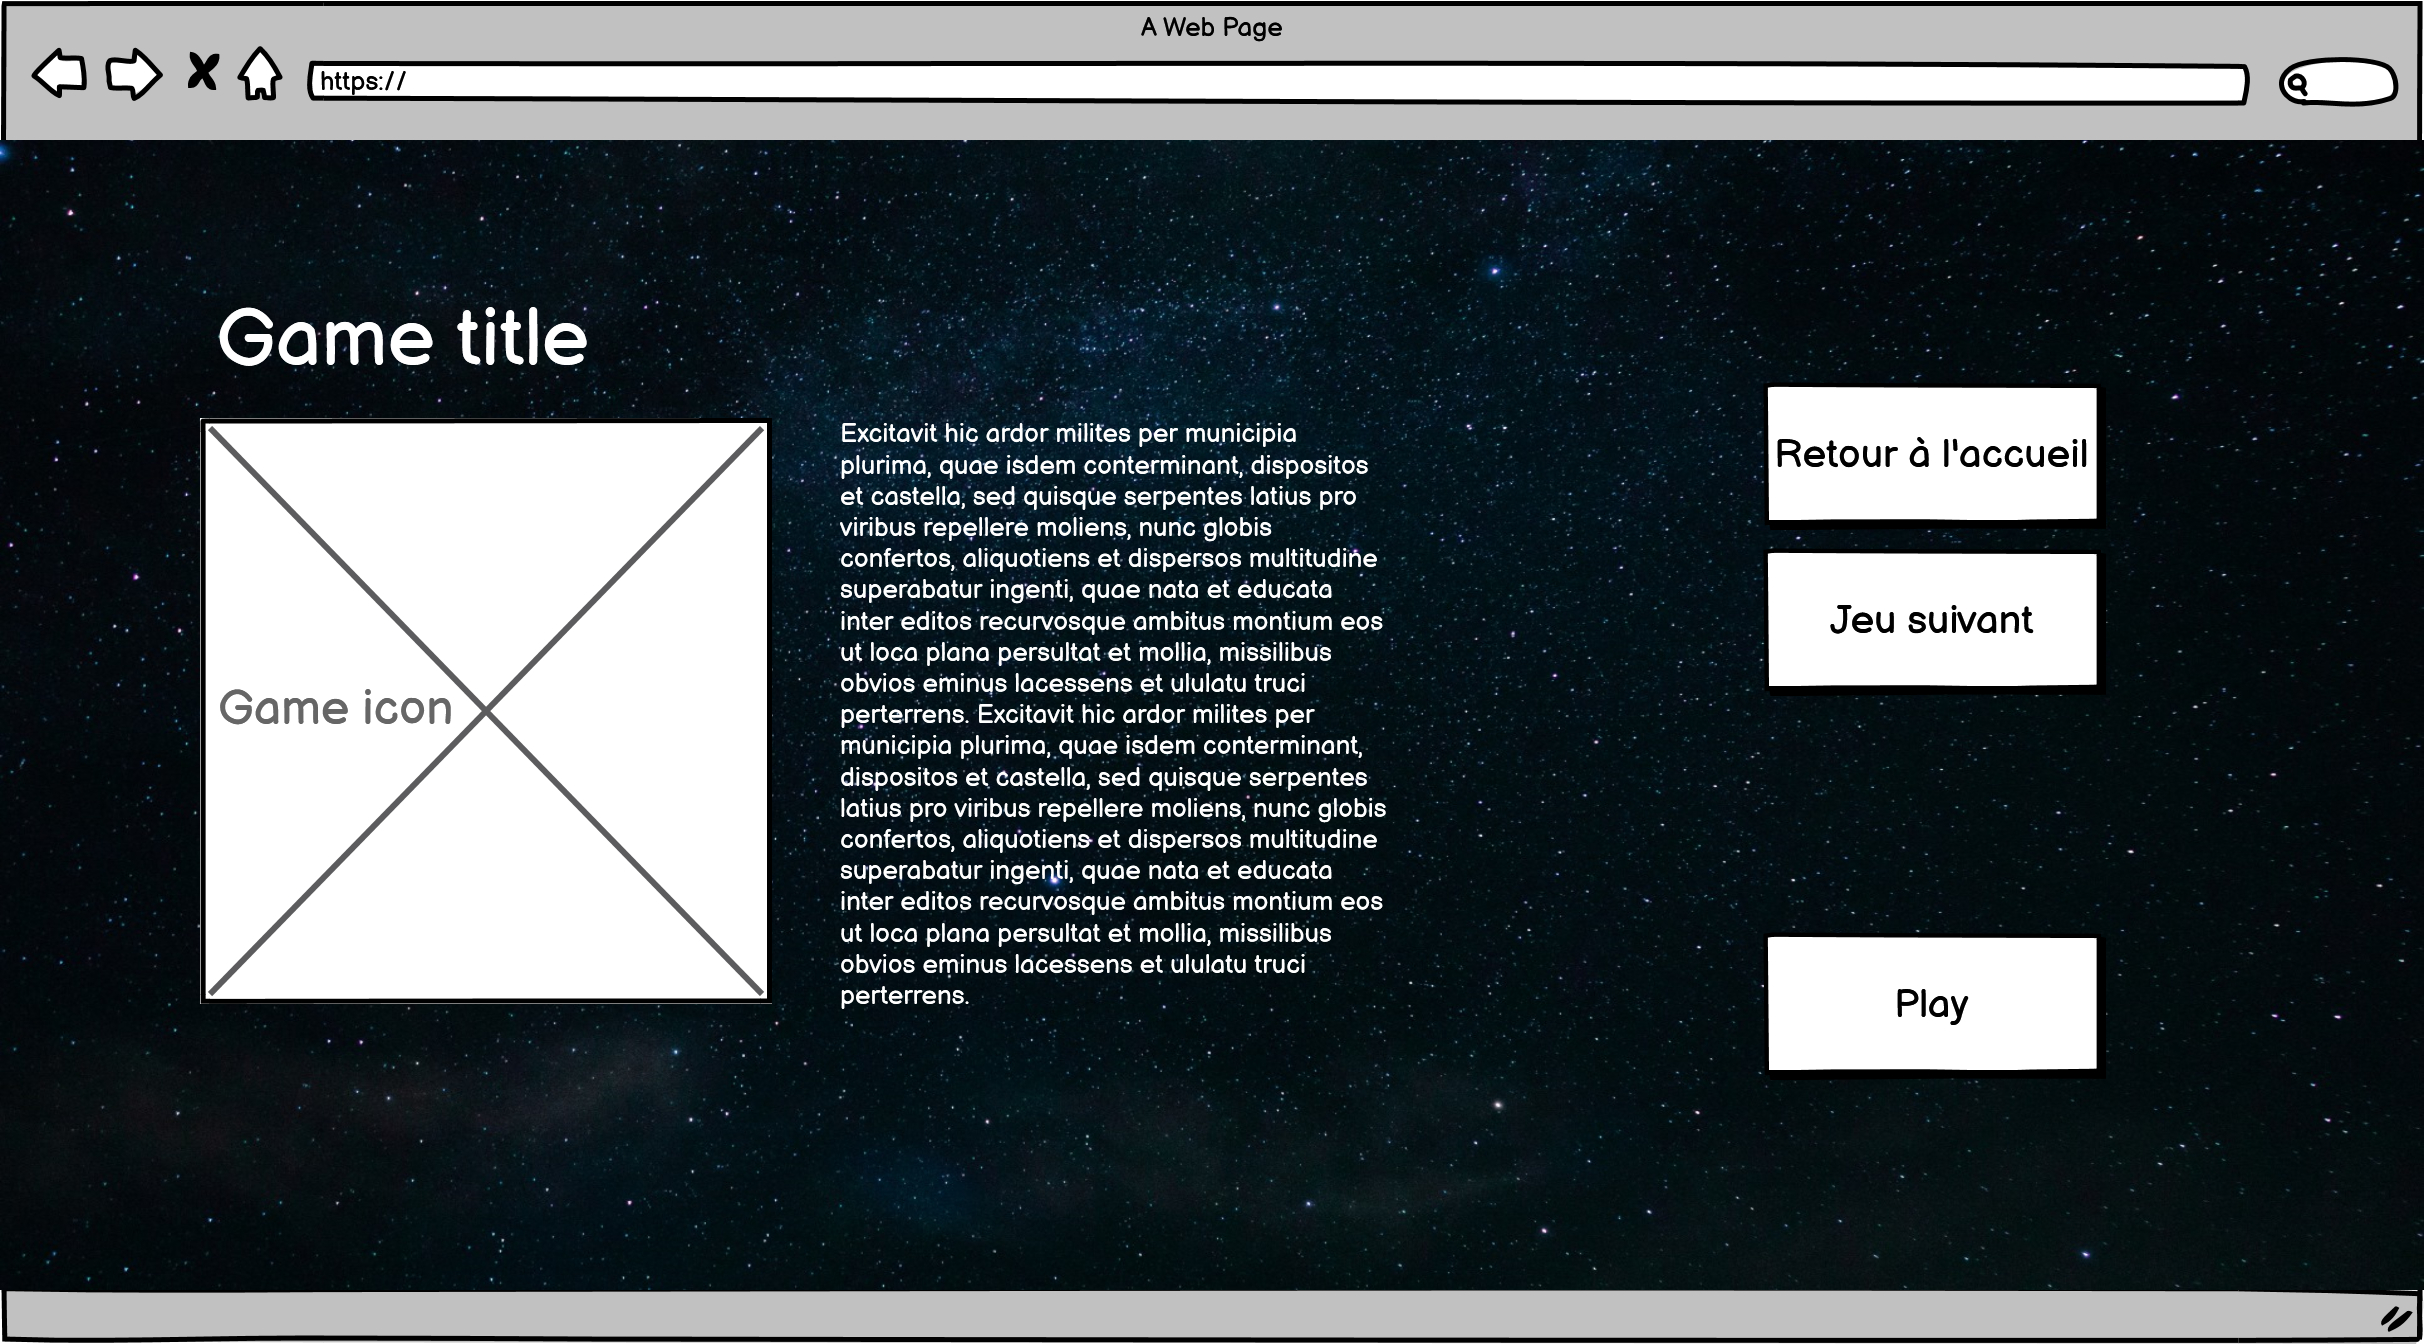 A Web Page
https://
Game title
Game icon
Excitavit hic ardor milites per municipia
plurima, quae isdem conterminant, dispositos
et castella, sed quisque serpentes latius pro
viribus repellere moliens, nunc globis
confertos, aliquotiens et dispersos multitudine
superabatur ingenti, quae nata et educata
inter editos recurvosque ambitus montium eos
ut loca plana persultat et mollia, missilibus
obvios eminus lacessens et ululatu truci
perterrens. Excitavit hic ardor milites per
municipia plurima, quae isdem conterminant,
dispositos et castella, sed quisque serpentes
latius pro viribus repellere moliens, nunc globis
confertos, aliquotiens et dispersos multitudine
superabatur ingenti, quae nata et educata
inter editos recurvosque ambitus montium eos
ut loca plana persultat et mollia, missilibus
obvios eminus lacessens et ululatu truci
perterrens.
Retour à l'accueil
Jeu suivant
Play